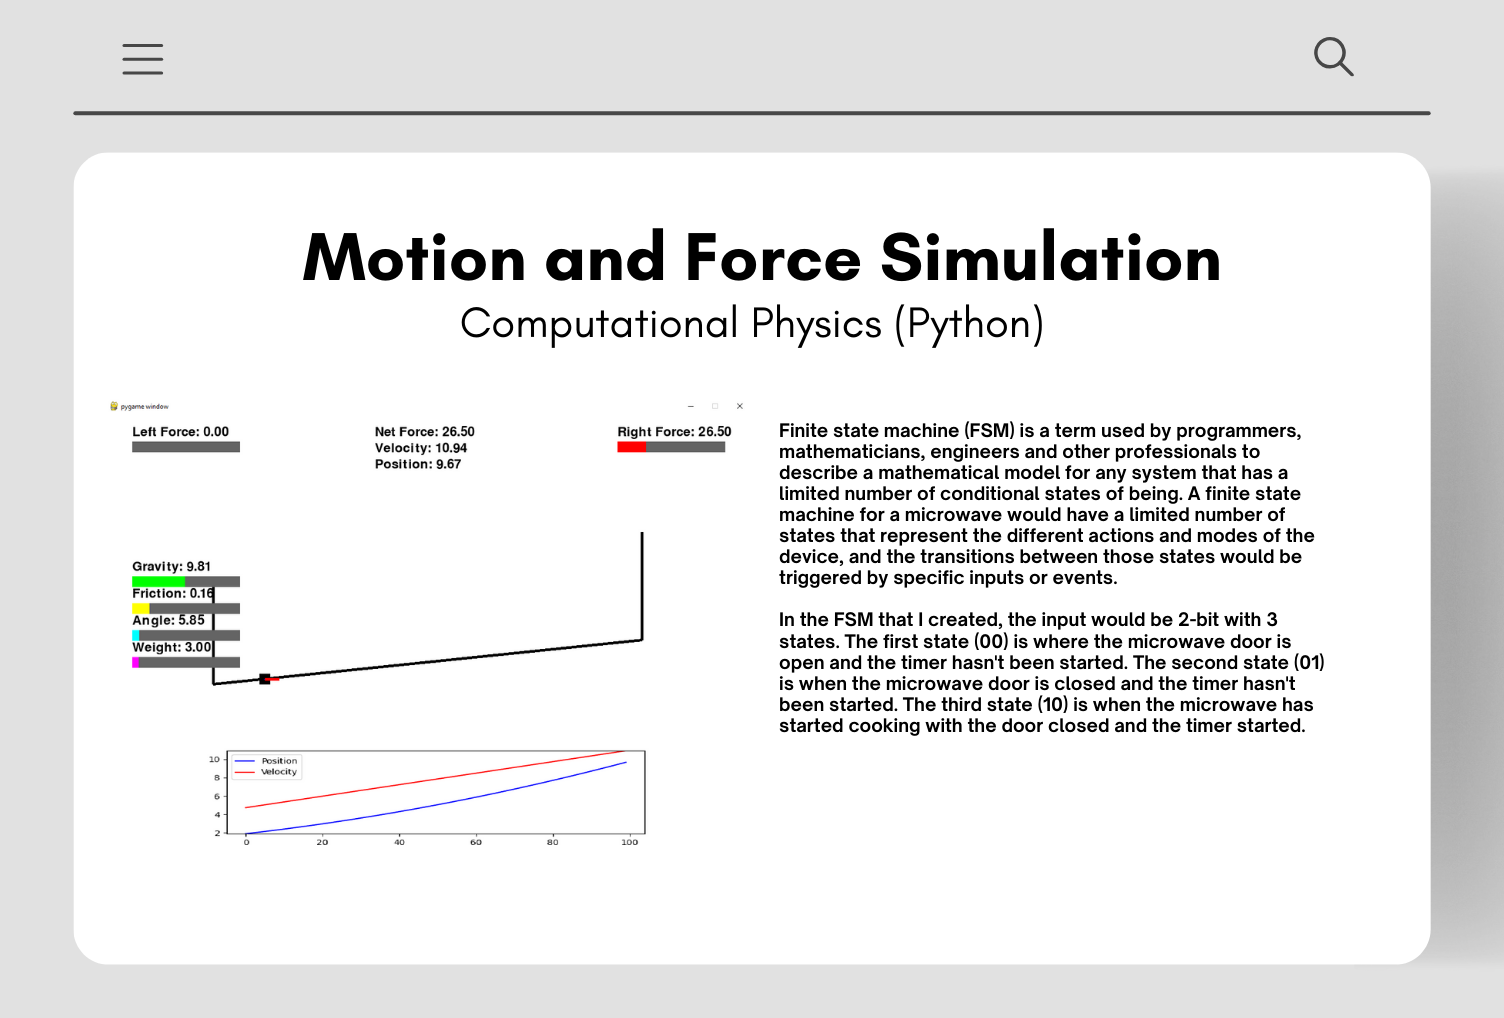 Motion and Force Simulation
Computational Physics (Python)
pygame window
Left Force: 0.00
Net Force: 26.50
Velocity: 10.94
Position: 9.67
Right Force: 26.50
Gravity: 9.81
Friction: 0.16
Angle: 5.85
Weight: 3.00
Position
Velocity
10
8
6
4
2
0 20 40 60 80 100
Finite state machine (FSM) is a term used by programmers,
mathematicians, engineers and other professionals to
describe a mathematical model for any system that has a
limited number of conditional states of being. A finite state
machine for a microwave would have a limited number of
states that represent the different actions and modes of the
device, and the transitions between those states would be
triggered by specific inputs or events.
In the FSM that I created, the input would be 2-bit with 3
states. The first state (00) is where the microwave door is
open and the timer hasn't been started. The second state (01)
is when the microwave door is closed and the timer hasn't
been started. The third state (10) is when the microwave has
started cooking with the door closed and the timer started.